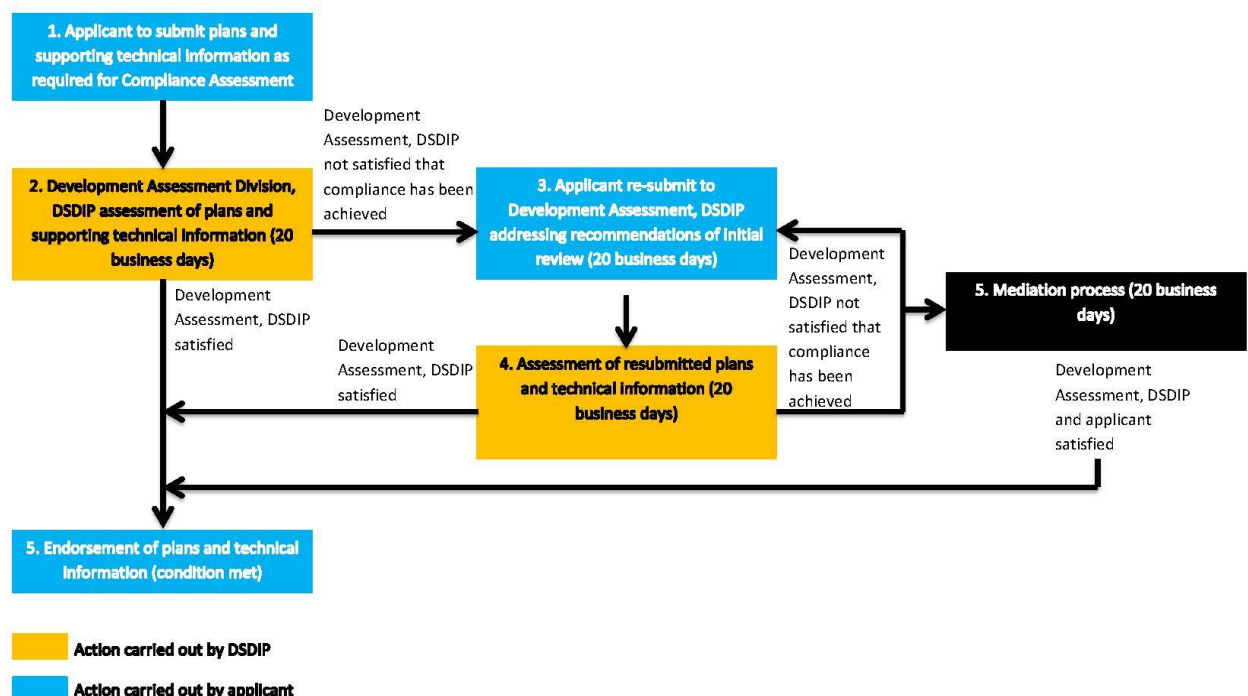 1. Applicant to submit plans and
supporting technical information as
required for Compliance Assessment
Development
Assessment, DSDIP
not satisfied that
compliance has been
achieved
2. Development Assessment Division,
DSDIP assessment of plans and
supporting technical information (20
business days)
3. Applicant re-submit to
Development Assessment, DSDIP
addressing recommendations of initial
review (20 business days)
Development
Assessment,
DSDIP not
satisfied that
compliance
has been
achieved
5. Mediation process (20 business
days)
Development
Assessment, DSDIP
satisfied
Development
Assessment, DSDIP
satisfied
4. Assessment of resubmitted plans
and technical information (20
business days)
Development
Assessment, DSDIP
and applicant
satisfied
5. Endorsement of plans and technical
information (condition met)
Action carried out by DSDIP
Action carried out by applicant